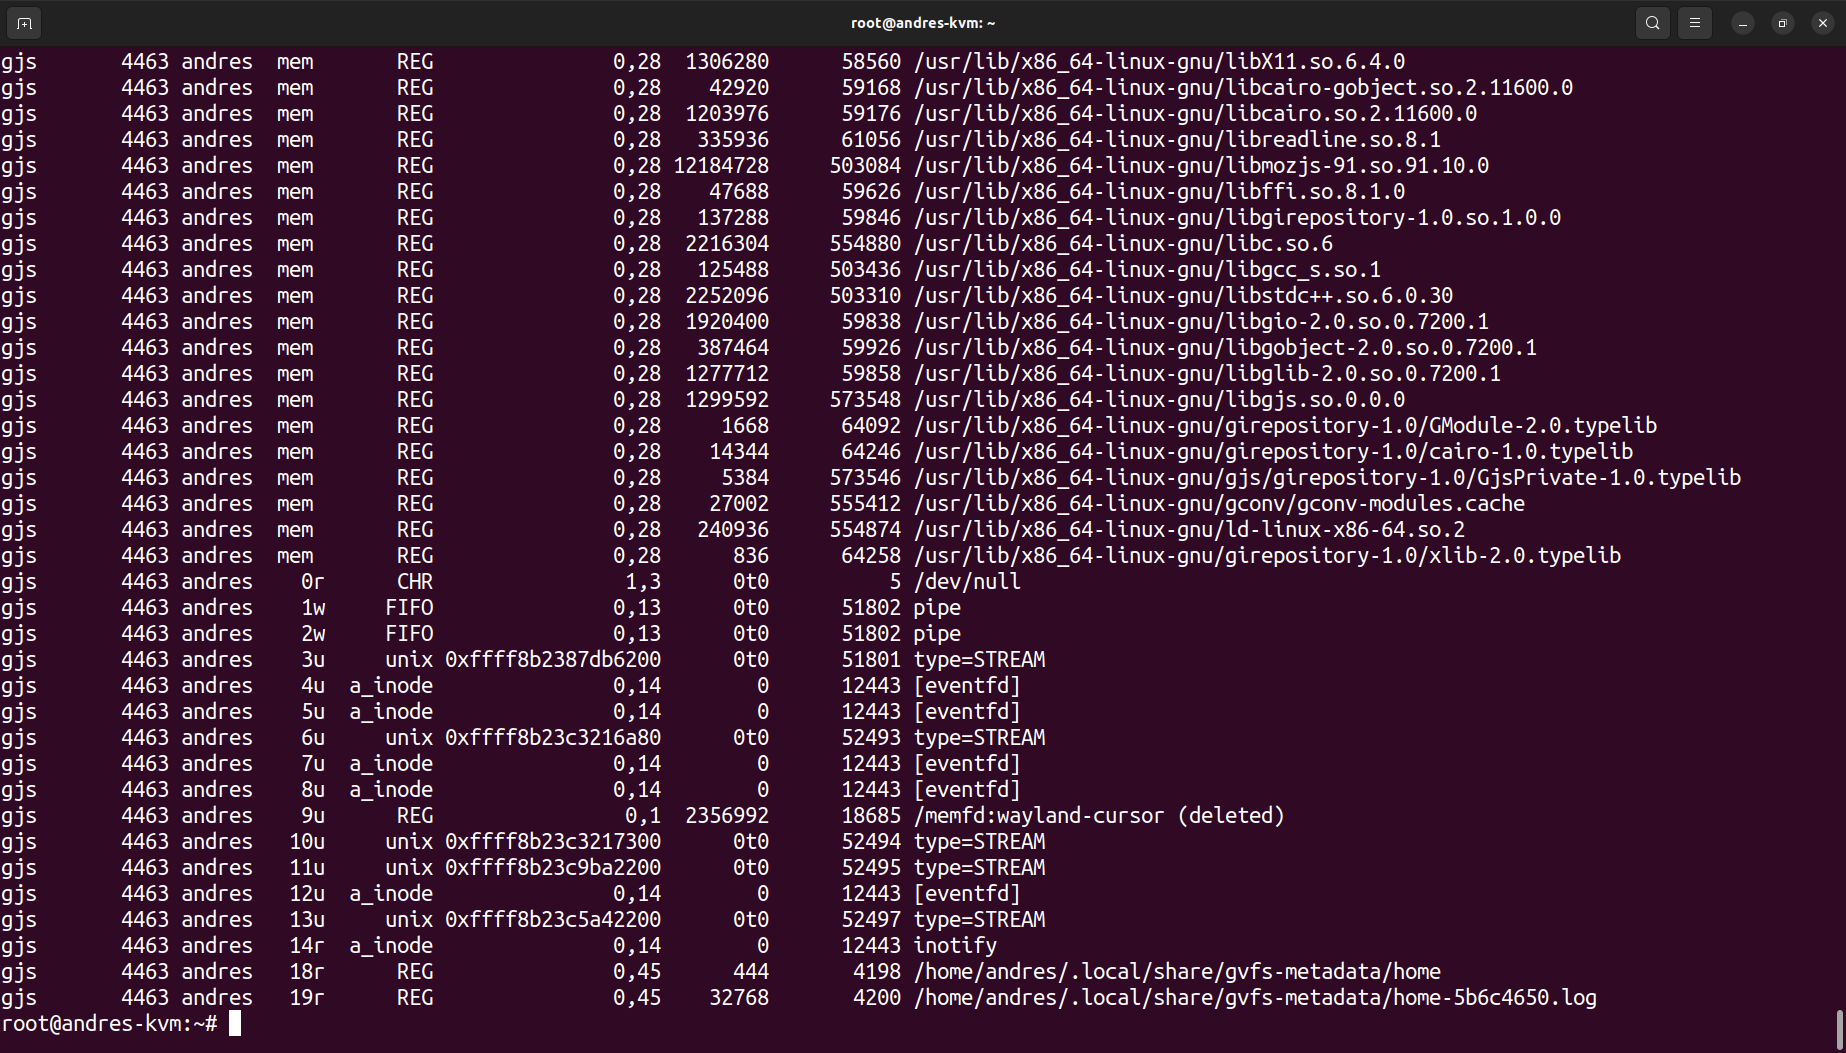 root@andres-kvm: ~
gjs 4463 andres mem REG 0,28 1306280 58560 /usr/lib/x86_64-linux-gnu/libX11.so.6.4.0
gjs 4463 andres mem REG 0,28 42920 59168 /usr/lib/x86_64-linux-gnu/libcairo-gobject.so.2.11600.0
gjs 4463 andres mem REG 0,28 1203976 59176 /usr/lib/x86_64-linux-gnu/libcairo.so.2.11600.0
gjs 4463 andres mem REG 0,28 335936 61056 /usr/lib/x86_64-linux-gnu/libreadline.so.8.1
gjs 4463 andres mem REG 0,28 12184728 503084 /usr/lib/x86_64-linux-gnu/libmozjs-91.so.91.10.0
gjs 4463 andres mem REG 0,28 47688 59626 /usr/lib/x86_64-linux-gnu/libffi.so.8.1.0
gjs 4463 andres mem REG 0,28 137288 59846 /usr/lib/x86_64-linux-gnu/libgirepository-1.0.so.1.0.0
gjs 4463 andres mem REG 0,28 2216304 554880 /usr/lib/x86_64-linux-gnu/libc.so.6
gjs 4463 andres mem REG 0,28 125488 503436 /usr/lib/x86_64-linux-gnu/libgcc_s.so.1
gjs 4463 andres mem REG 0,28 2252096 503310 /usr/lib/x86_64-linux-gnu/libstdc++.so.6.0.30
gjs 4463 andres mem REG 0,28 1920400 59838 /usr/lib/x86_64-linux-gnu/libgio-2.0.so.0.7200.1
gjs 4463 andres mem REG 0,28 387464 59926 /usr/lib/x86_64-linux-gnu/libgobject-2.0.so.0.7200.1
gjs 4463 andres mem REG 0,28 1277712 59858 /usr/lib/x86_64-linux-gnu/libglib-2.0.so.0.7200.1
gjs 4463 andres mem REG 0,28 1299592 573548 /usr/lib/x86_64-linux-gnu/libgjs.so.0.0.0
gjs 4463 andres mem REG 0,28 1668 64092 /usr/lib/x86_64-linux-gnu/girepository-1.0/GModule-2.0.typelib
gjs 4463 andres mem REG 0,28 14344 64246 /usr/lib/x86_64-linux-gnu/girepository-1.0/cairo-1.0.typelib
gjs 4463 andres mem REG 0,28 5384 573546 /usr/lib/x86_64-linux-gnu/gjs/girepository-1.0/GjsPrivate-1.0.typelib
gjs 4463 andres mem REG 0,28 27002 555412 /usr/lib/x86_64-linux-gnu/gconv/gconv-modules.cache
gjs 4463 andres mem REG 0,28 240936 554874 /usr/lib/x86_64-linux-gnu/ld-linux-x86-64.so.2
gjs 4463 andres mem REG 0,28 836 64258 /usr/lib/x86_64-linux-gnu/girepository-1.0/xlib-2.0.typelib
gjs 4463 andres 0r CHR 1,3 0t0 5 /dev/null
gjs 4463 andres 1w FIFO 0,13 0t0 51802 pipe
gjs 4463 andres 2w FIFO 0,13 0t0 51802 pipe
gjs 4463 andres 3u unix 0xffff8b2387db6200 0t0 51801 type=STREAM
gjs 4463 andres 4u a_inode 0,14 0 12443 [eventfd]
gjs 4463 andres 5u a_inode 0,14 0 12443 [eventfd]
gjs 4463 andres 6u unix 0xffff8b23c3216a80 0t0 52493 type=STREAM
gjs 4463 andres 7u a_inode 0,14 0 12443 [eventfd]
gjs 4463 andres 8u a_inode 0,14 0 12443 [eventfd]
gjs 4463 andres 9u REG 0,1 2356992 18685 /memfd:wayland-cursor (deleted)
gjs 4463 andres 10u unix 0xffff8b23c3217300 0t0 52494 type=STREAM
gjs 4463 andres 11u unix 0xffff8b23c9ba2200 0t0 52495 type=STREAM
gjs 4463 andres 12u a_inode 0,14 0 12443 [eventfd]
gjs 4463 andres 13u unix 0xffff8b23c5a42200 0t0 52497 type=STREAM
gjs 4463 andres 14r a_inode 0,14 0 12443 inotify
gjs 4463 andres 18r REG 0,45 444 4198 /home/andres/.local/share/gvfs-metadata/home
gjs 4463 andres 19r REG 0,45 32768 4200 /home/andres/.local/share/gvfs-metadata/home-5b6c4650.log
root@andres-kvm:~#